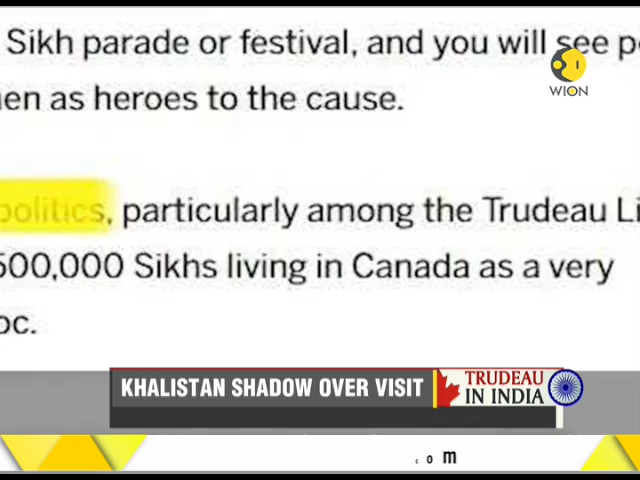 Sikh parade or festival, and you will see p
en as heroes to the cause.
WION
politics, particularly among the Trudeau Li
500,000 Sikhs living in Canada as a very
oc.
KHALISTAN SHADOW OVER VISIT
TRUDEAU
IN INDIA
com